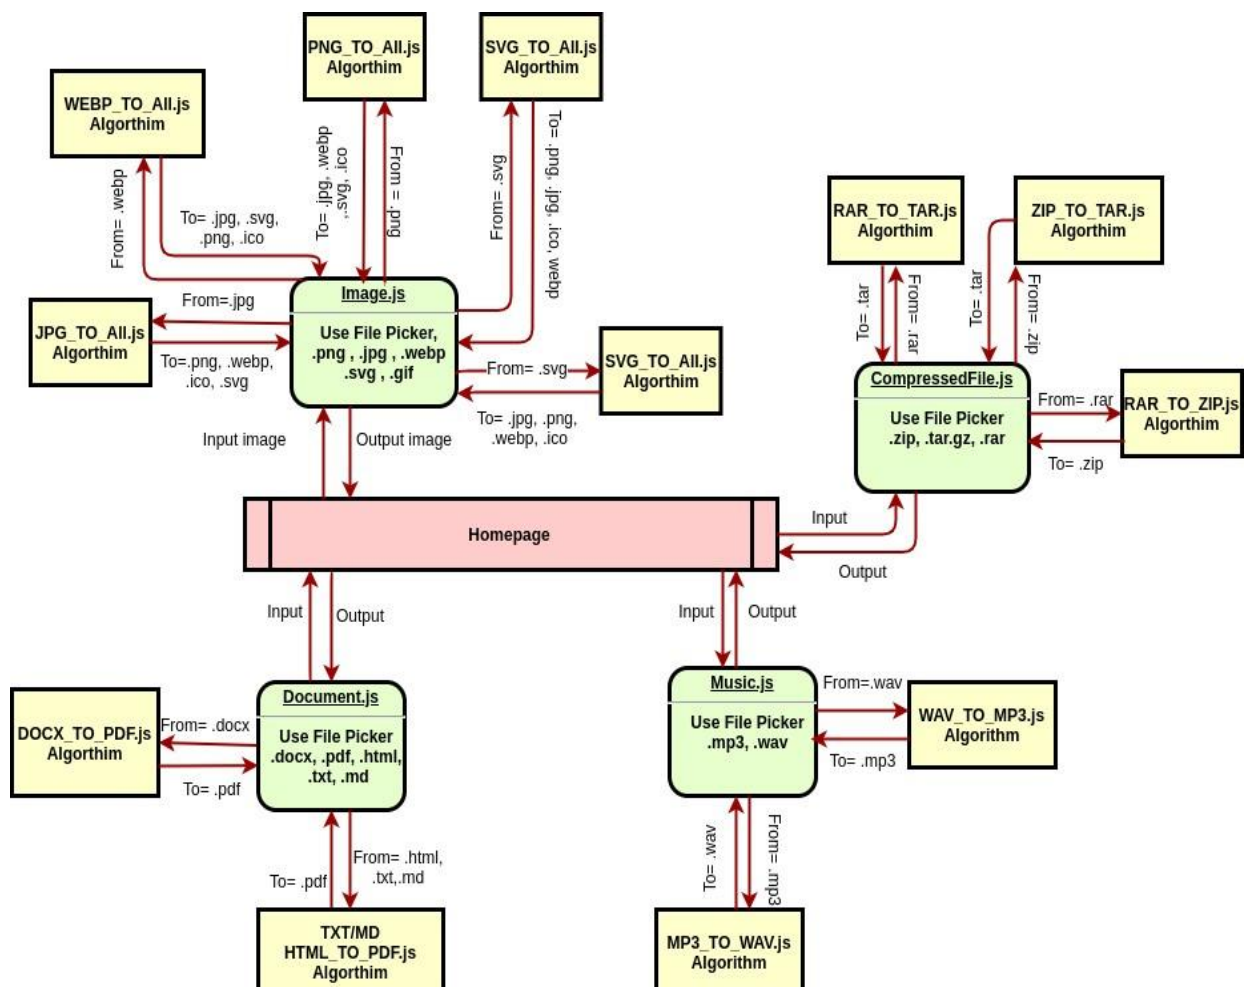 PNG_TO_All.js
Algorthim
SVG_TO_All.js
Algorthim
WEBP_TO_All.js
Algorthim
From= .webp
To= .jpg, .svg,
.png, .ico
To= .jpg, .webp
,.svg, .ico
From = .png
From= .svg
To= .png, .jpg, .ico, webp
RAR_TO_TAR.js
Algorthim
ZIP_TO_TAR.js
Algorthim
To= .tar
From= .rar
To= .tar
From= .zip
JPG_TO_All.js
Algorthim
From=.jpg
To=.png, .webp,
.ico, .svg
Image.js
Use File Picker,
.png , .jpg , .webp
.svg , .gif
From= .svg
To= .jpg, .png,
.webp, .ico
SVG_TO_All.js
Algorthim
CompressedFile.js
Use File Picker
.zip, .tar.gz, .rar
From= .rar
To= .zip
RAR_TO_ZIP.js
Algorthim
Input image
Output image
Homepage
Input
Output
Input
Output
Input
Output
DOCX_TO_PDF.js
Algorthim
From= .docx
To= .pdf
Document.js
Use File Picker
.docx, .pdf, .html,
.txt, .md
Music.js
Use File Picker
.mp3, .wav
From=.wav
To= .mp3
WAV_TO_MP3.js
Algorithm
To= .pdf
From= .html,
.txt,.md
To= .wav
From= .mp3
TXT/MD
HTML_TO_PDF.js
Algorthim
MP3_TO_WAV.js
Algorithm